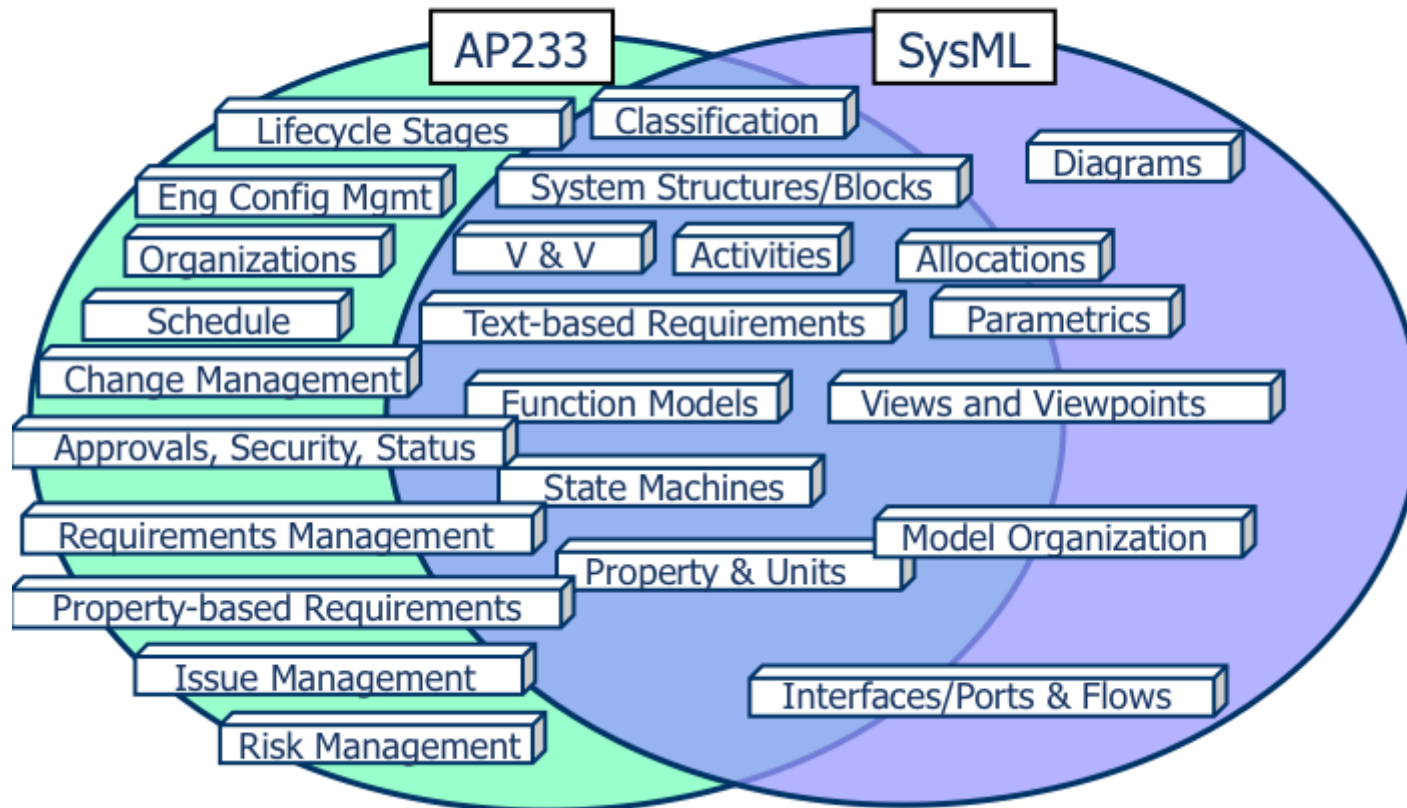 AP233
SysML
Lifecycle Stages
Classification
Diagrams
Eng Config Mgmt
System Structures/Blocks
Organizations
V & V
Activities
Allocations
Schedule
Text-based Requirements
Parametrics
Change Management
Function Models
Views and Viewpoints
Approvals, Security, Status
State Machines
Requirements Management
Model Organization
Property & Units
Property-based Requirements
Issue Management
Interfaces/Ports & Flows
Risk Management